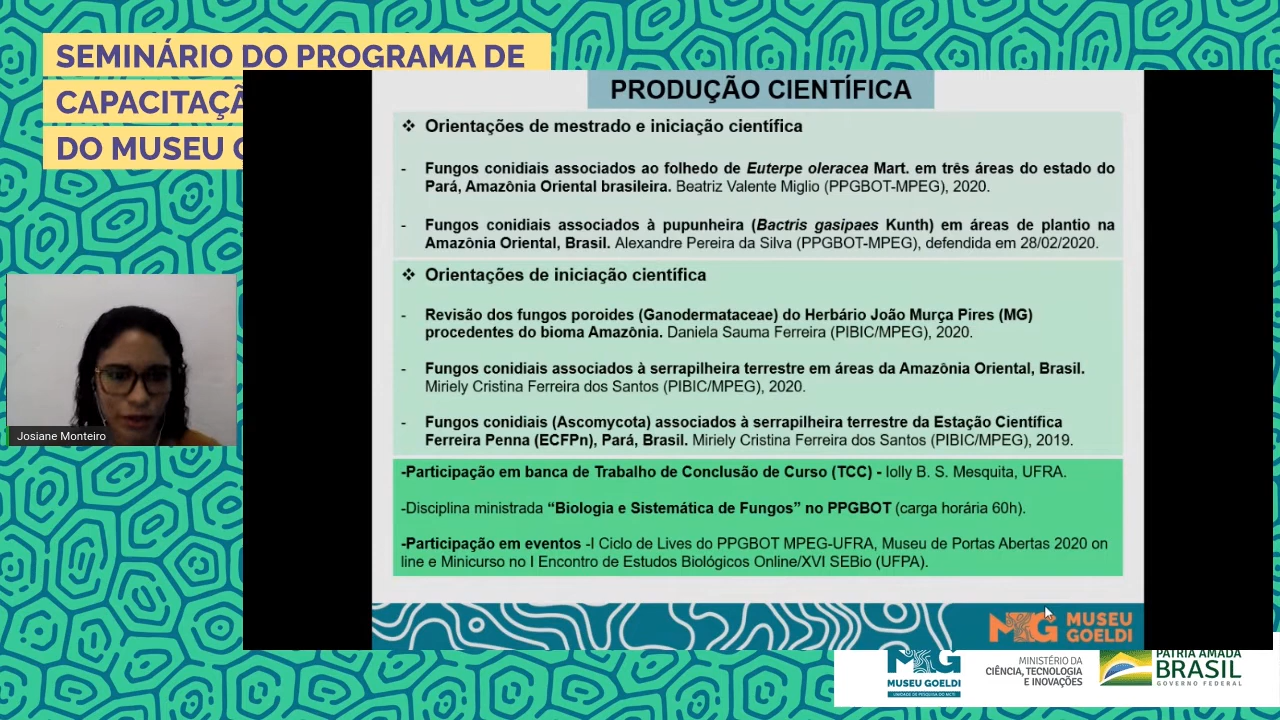 SEMINÁRIO DO PROGRAMA DE
CAPACITAÇÃ
DO MUSEU G
PRODUÇÃO CIENTÍFICA
❖ Orientações de mestrado e iniciação científica
- Fungos conidiais associados ao folhedo de Euterpe oleracea Mart. em três áreas do estado do
Pará, Amazônia Oriental brasileira. Beatriz Valente Miglio (PPGBOT-MPEG), 2020.
- Fungos conidiais associados à pupunheira (Bactris gasipaes Kunth) em áreas de plantio na
Amazônia Oriental, Brasil. Alexandre Pereira da Silva (PPGBOT-MPEG), defendida em 28/02/2020.
❖ Orientações de iniciação científica
- Revisão dos fungos poroides (Ganodermataceae) do Herbário João Murça Pires (MG)
procedentes do bioma Amazônia. Daniela Sauma Ferreira (PIBIC/MPEG), 2020.
- Fungos conidiais associados à serrapilheira terrestre em áreas da Amazônia Oriental, Brasil.
Miriely Cristina Ferreira dos Santos (PIBIC/MPEG), 2020.
- Fungos conidiais (Ascomycota) associados à serrapilheira terrestre da Estação Científica
Ferreira Penna (ECFPn), Pará, Brasil. Miriely Cristina Ferreira dos Santos (PIBIC/MPEG), 2019.
-Participação em banca de Trabalho de Conclusão de Curso (TCC) - Iolly B. S. Mesquita, UFRA.
-Disciplina ministrada “Biologia e Sistemática de Fungos” no PPGBOT (carga horária 60h).
-Participação em eventos -I Ciclo de Lives do PPGBOT MPEG-UFRA, Museu de Portas Abertas 2020 on
line e Minicurso no I Encontro de Estudos Biológicos Online/XVI SEBio (UFPA).
Josiane Monteiro
MG MUSEU
GOELDI
MG
MUSEU GOELDI
UNIDADE DE PESQUISA DO MCTI
MINISTÉRIO DA
CIÊNCIA, TECNOLOGIA
E INOVAÇÕES
PÁTRIA AMADA
BRASIL
GOVERNO FEDERAL